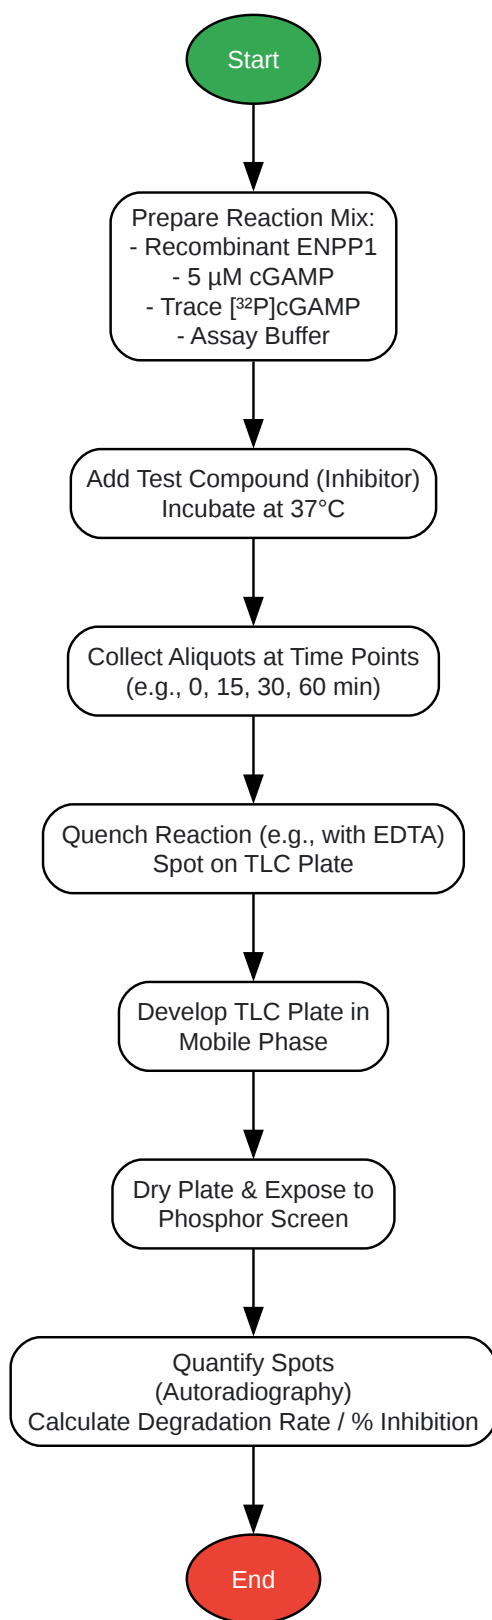 Start
Prepare Reaction Mix:
- Recombinant ENPP1
- 5 µM cGAMP
- Trace [³²P]cGAMP
- Assay Buffer
Add Test Compound (Inhibitor)
Incubate at 37°C
Collect Aliquots at Time Points
(e.g., 0, 15, 30, 60 min)
Quench Reaction (e.g., with EDTA)
Spot on TLC Plate
Develop TLC Plate in
Mobile Phase
Dry Plate & Expose to
Phosphor Screen
Quantify Spots
(Autoradiography)
Calculate Degradation Rate / % Inhibition
End